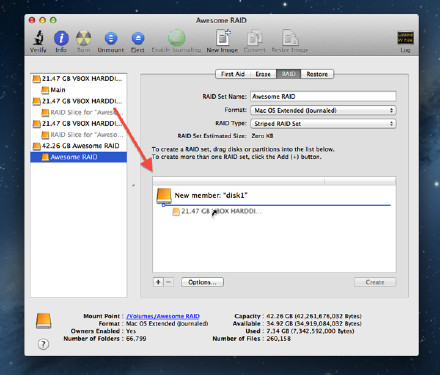 Awesome RAID
Verify Info Burn Unmount Eject Enable Journaling New Image Convert Resize Image Log
21.47 GB VBOX HARDDI...
Main
21.47 GB VBOX HARDDI...
RAID Slice for "Aweso...
21.47 GB VBOX HARDDI...
RAID Slice for "Aweso...
42.26 GB Awesome RAID
Awesome RAID
First Aid Erase RAID Restore
RAID Set Name: Awesome RAID
Format: Mac OS Extended (Journaled)
RAID Type: Striped RAID Set
RAID Set Estimated Size: Zero KB
To create a RAID set, drag disks or partitions into the list below.
To create more than one RAID set, click the Add (+) button.
New member: "disk1"
21.47 GB VBOX HARDDI...
+ − Options... Create
Mount Point : /Volumes/Awesome RAID
Format : Mac OS Extended (Journaled)
Owners Enabled : Yes
Number of Folders : 66,799
Capacity : 42.26 GB (42,261,676,032 Bytes)
Available : 34.92 GB (34,919,084,032 Bytes)
Used : 7.34 GB (7,342,592,000 Bytes)
Number of Files : 260,158
?